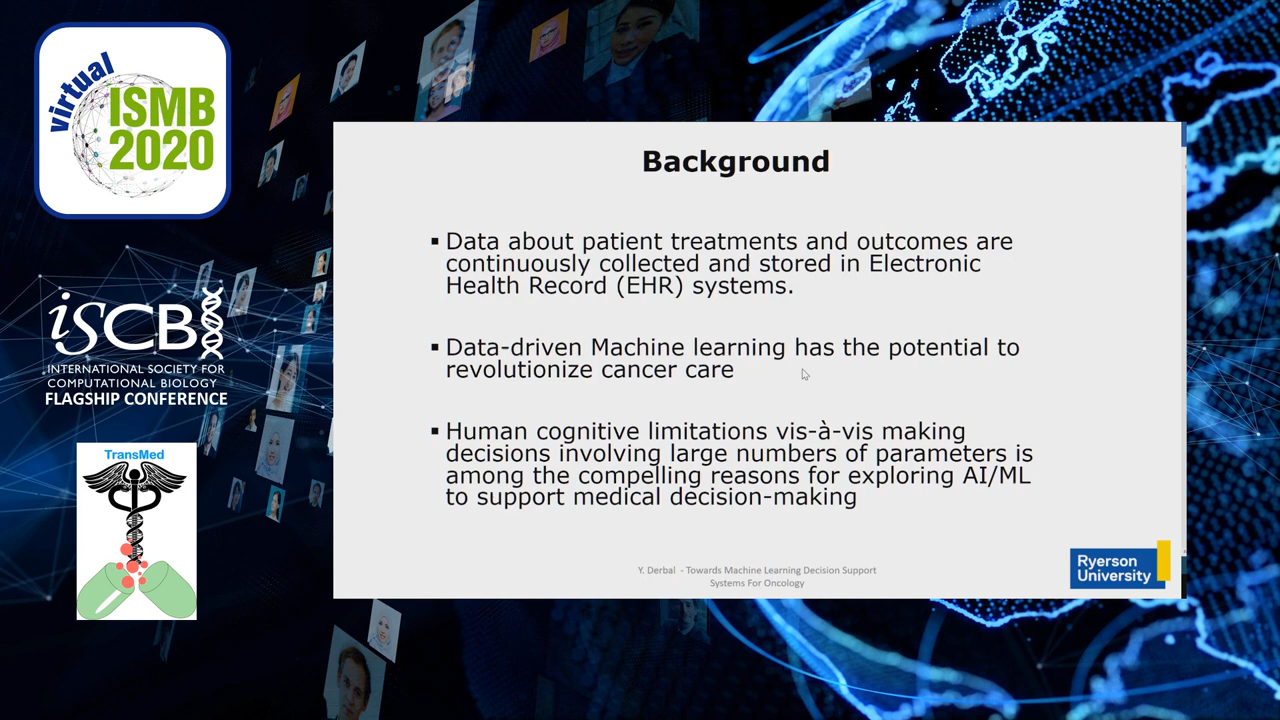 virtual
ISMB
2020
iSCB
INTERNATIONAL SOCIETY FOR
COMPUTATIONAL BIOLOGY
FLAGSHIP CONFERENCE
TransMed
Background
▪ Data about patient treatments and outcomes are
continuously collected and stored in Electronic
Health Record (EHR) systems.
▪ Data-driven Machine learning has the potential to
revolutionize cancer care
▪ Human cognitive limitations vis-à-vis making
decisions involving large numbers of parameters is
among the compelling reasons for exploring AI/ML
to support medical decision-making
Y. Derbal - Towards Machine Learning Decision Support
Systems For Oncology
Ryerson
University